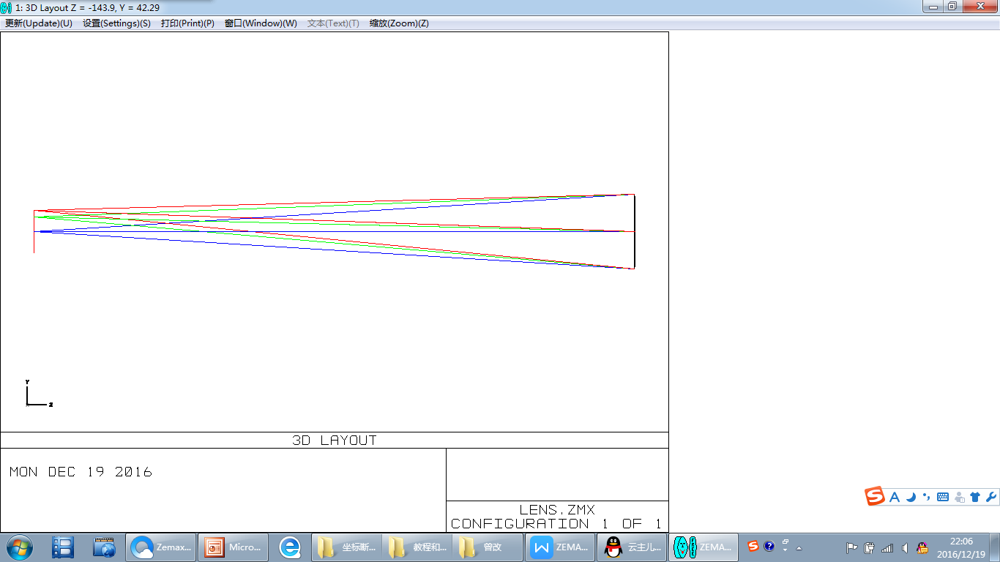 1: 3D Layout Z = -143.9, Y = 42.29
更新(Update)(U) 设置(Settings)(S) 打印(Print)(P) 窗口(Window)(W) 文本(Text)(T) 缩放(Zoom)(Z)
Y
Z
3D LAYOUT
MON DEC 19 2016
LENS.ZMX
CONFIGURATION 1 OF 1
Zemax... Micro... 坐标断... 教程和... 曾改 ZEMA... 云主儿... ZEMA...
22:06
2016/12/19